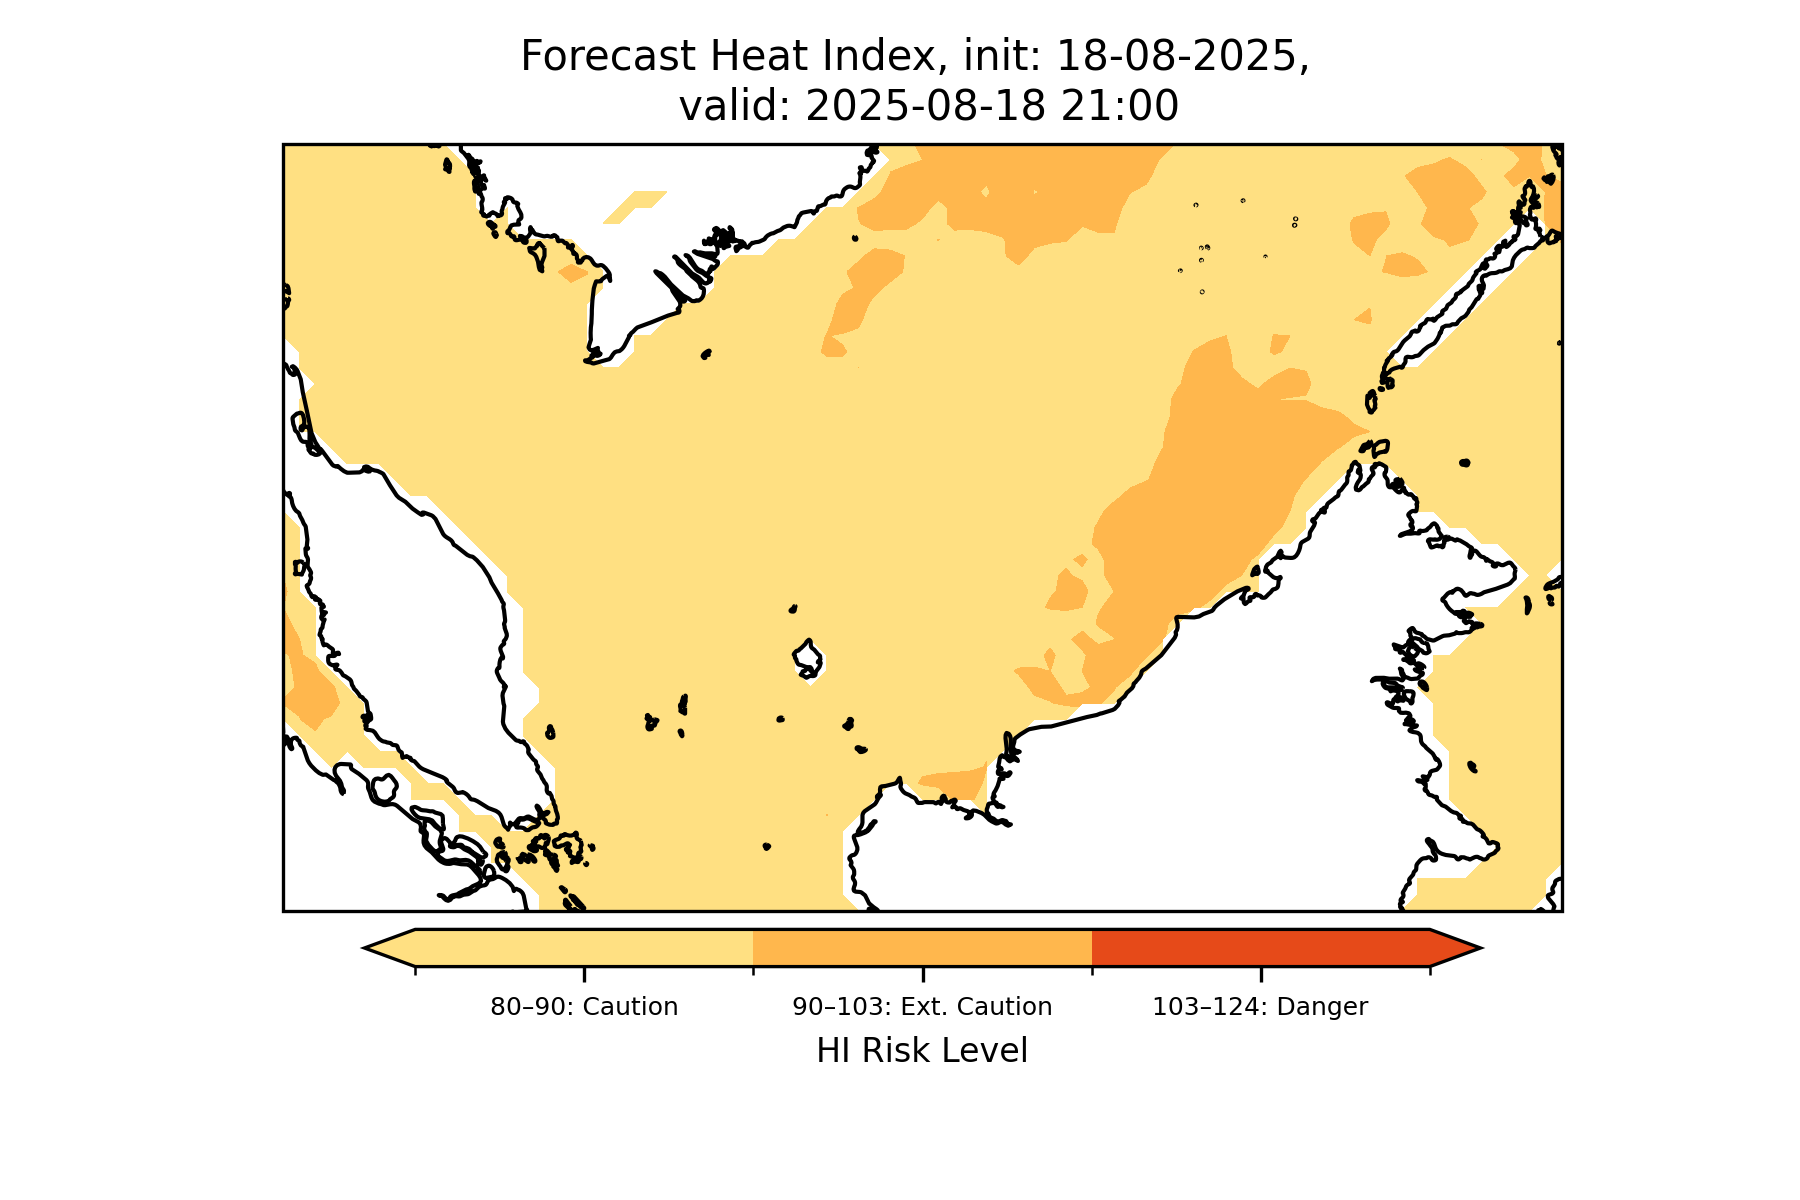 Forecast Heat Index, init: 18-08-2025,
valid: 2025-08-18 21:00
80–90: Caution
90–103: Ext. Caution
103–124: Danger
HI Risk Level